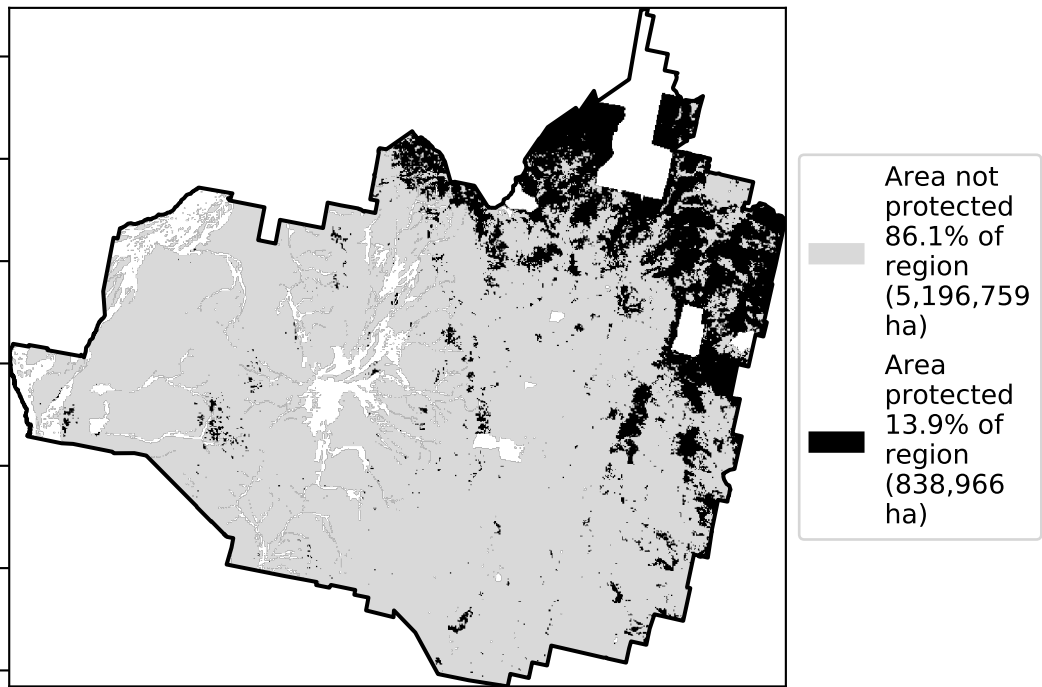 Area not
protected
86.1% of
region
(5,196,759
ha)
Area
protected
13.9% of
region
(838,966
ha)